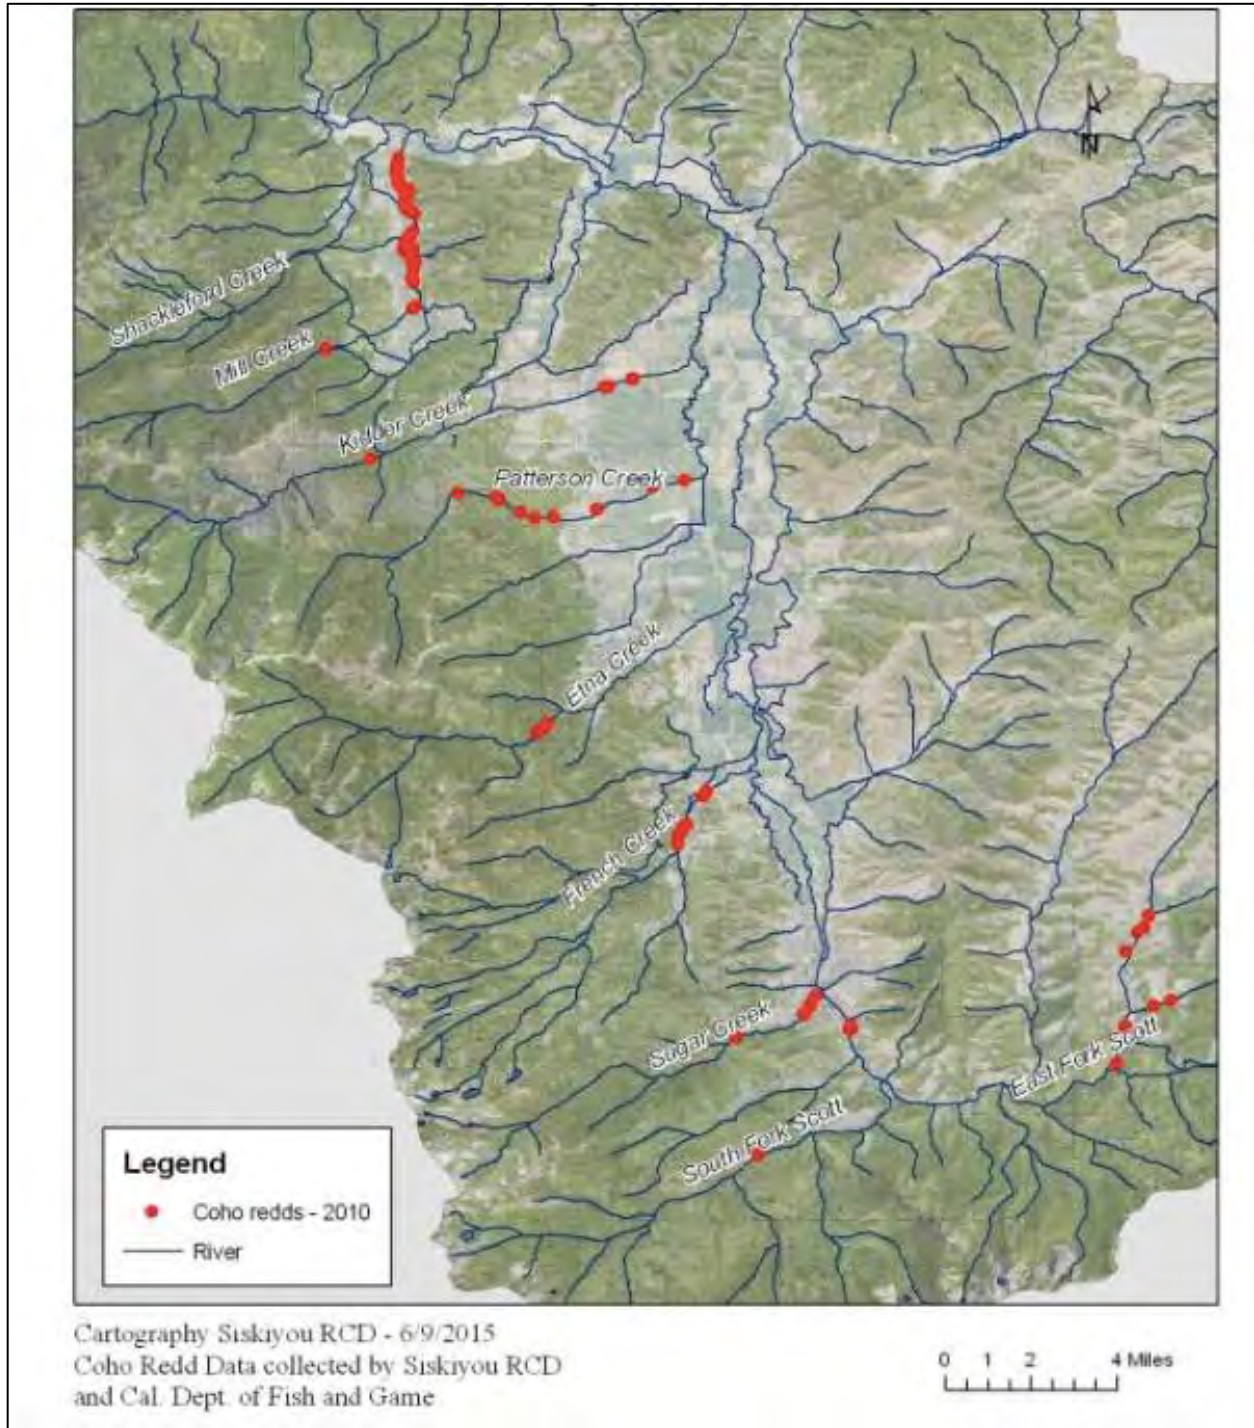 N
Shackleford Creek
Mill Creek
Kidder Creek
Patterson Creek
Etna Creek
French Creek
Sugar Creek
East Fork Scott
South Fork Scott
Legend
Coho redds - 2010
River
Cartography Siskiyou RCD - 6/9/2015
Coho Redd Data collected by Siskiyou RCD
and Cal. Dept. of Fish and Game
0 1 2 4 Miles